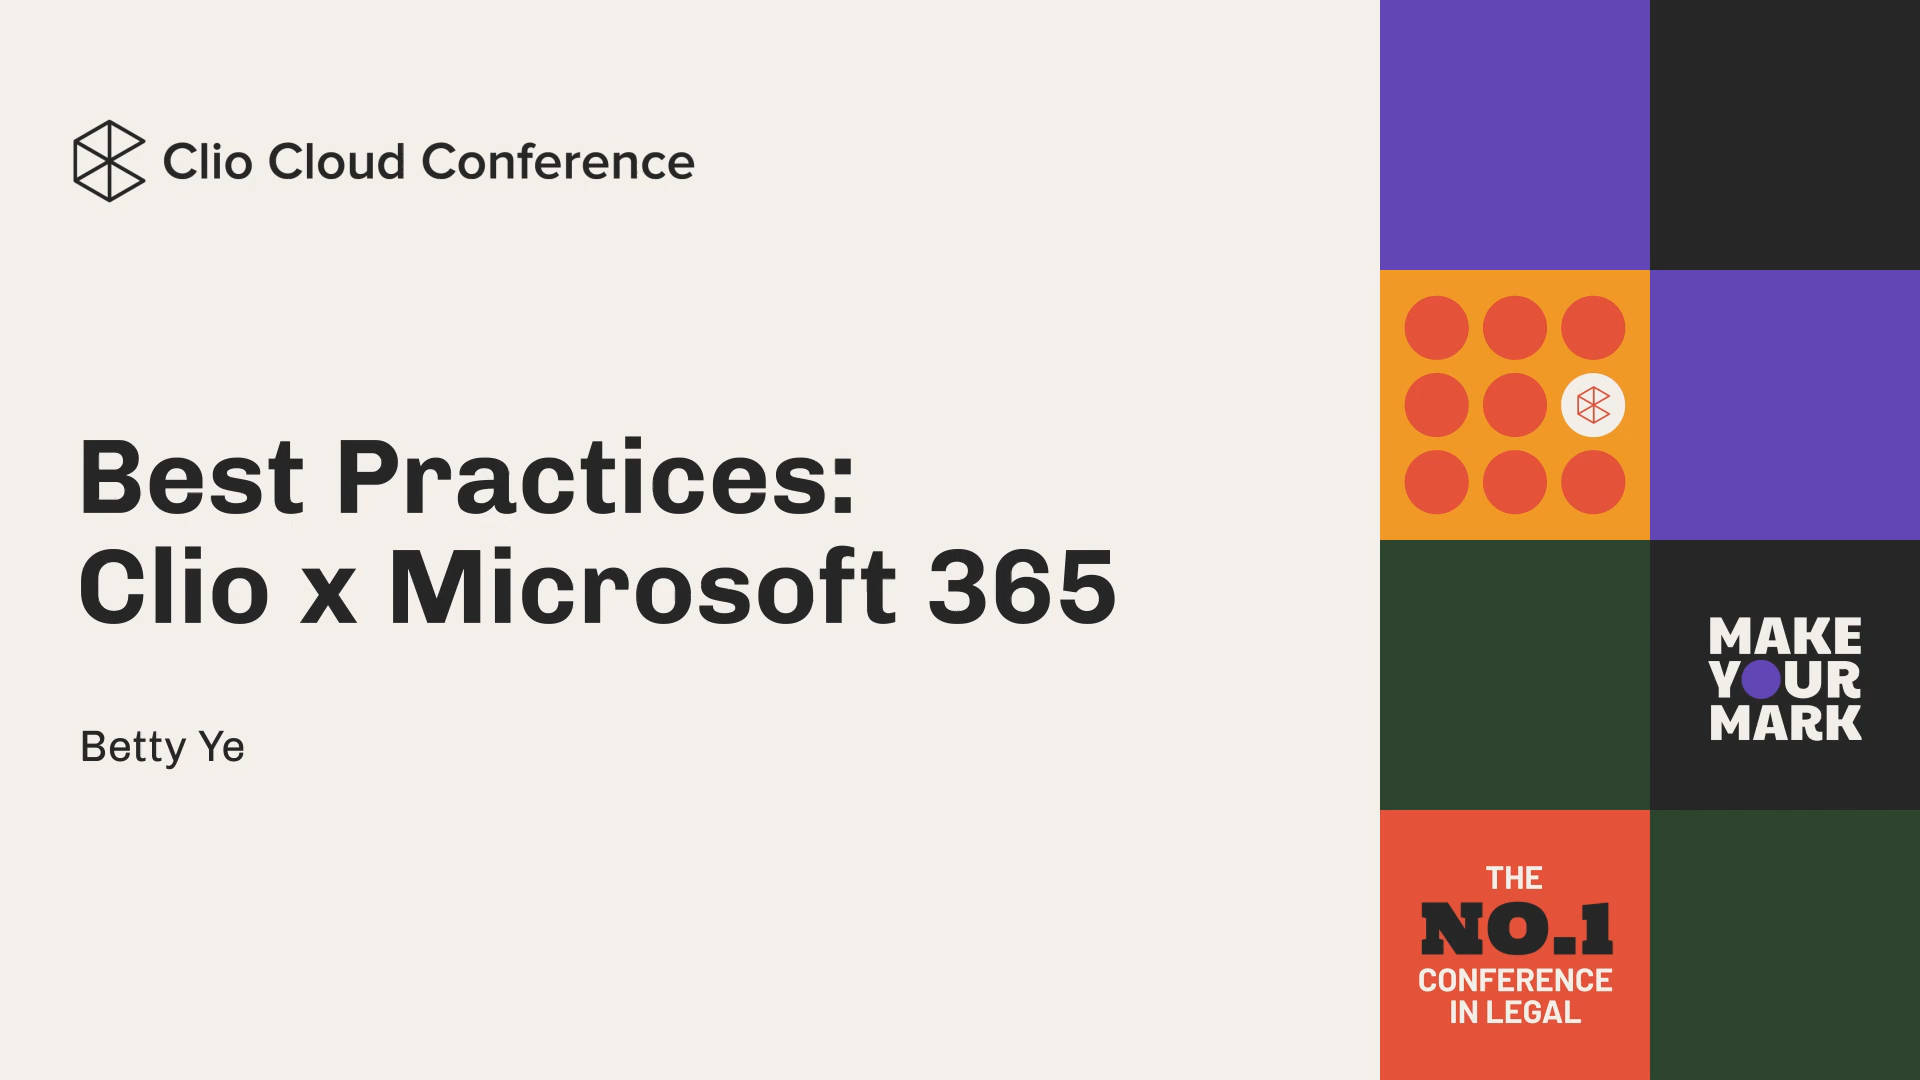 Clio Cloud Conference
Best Practices:
Clio x Microsoft 365
Betty Ye
MAKE
YOUR
MARK
THE
NO.1
CONFERENCE
IN LEGAL